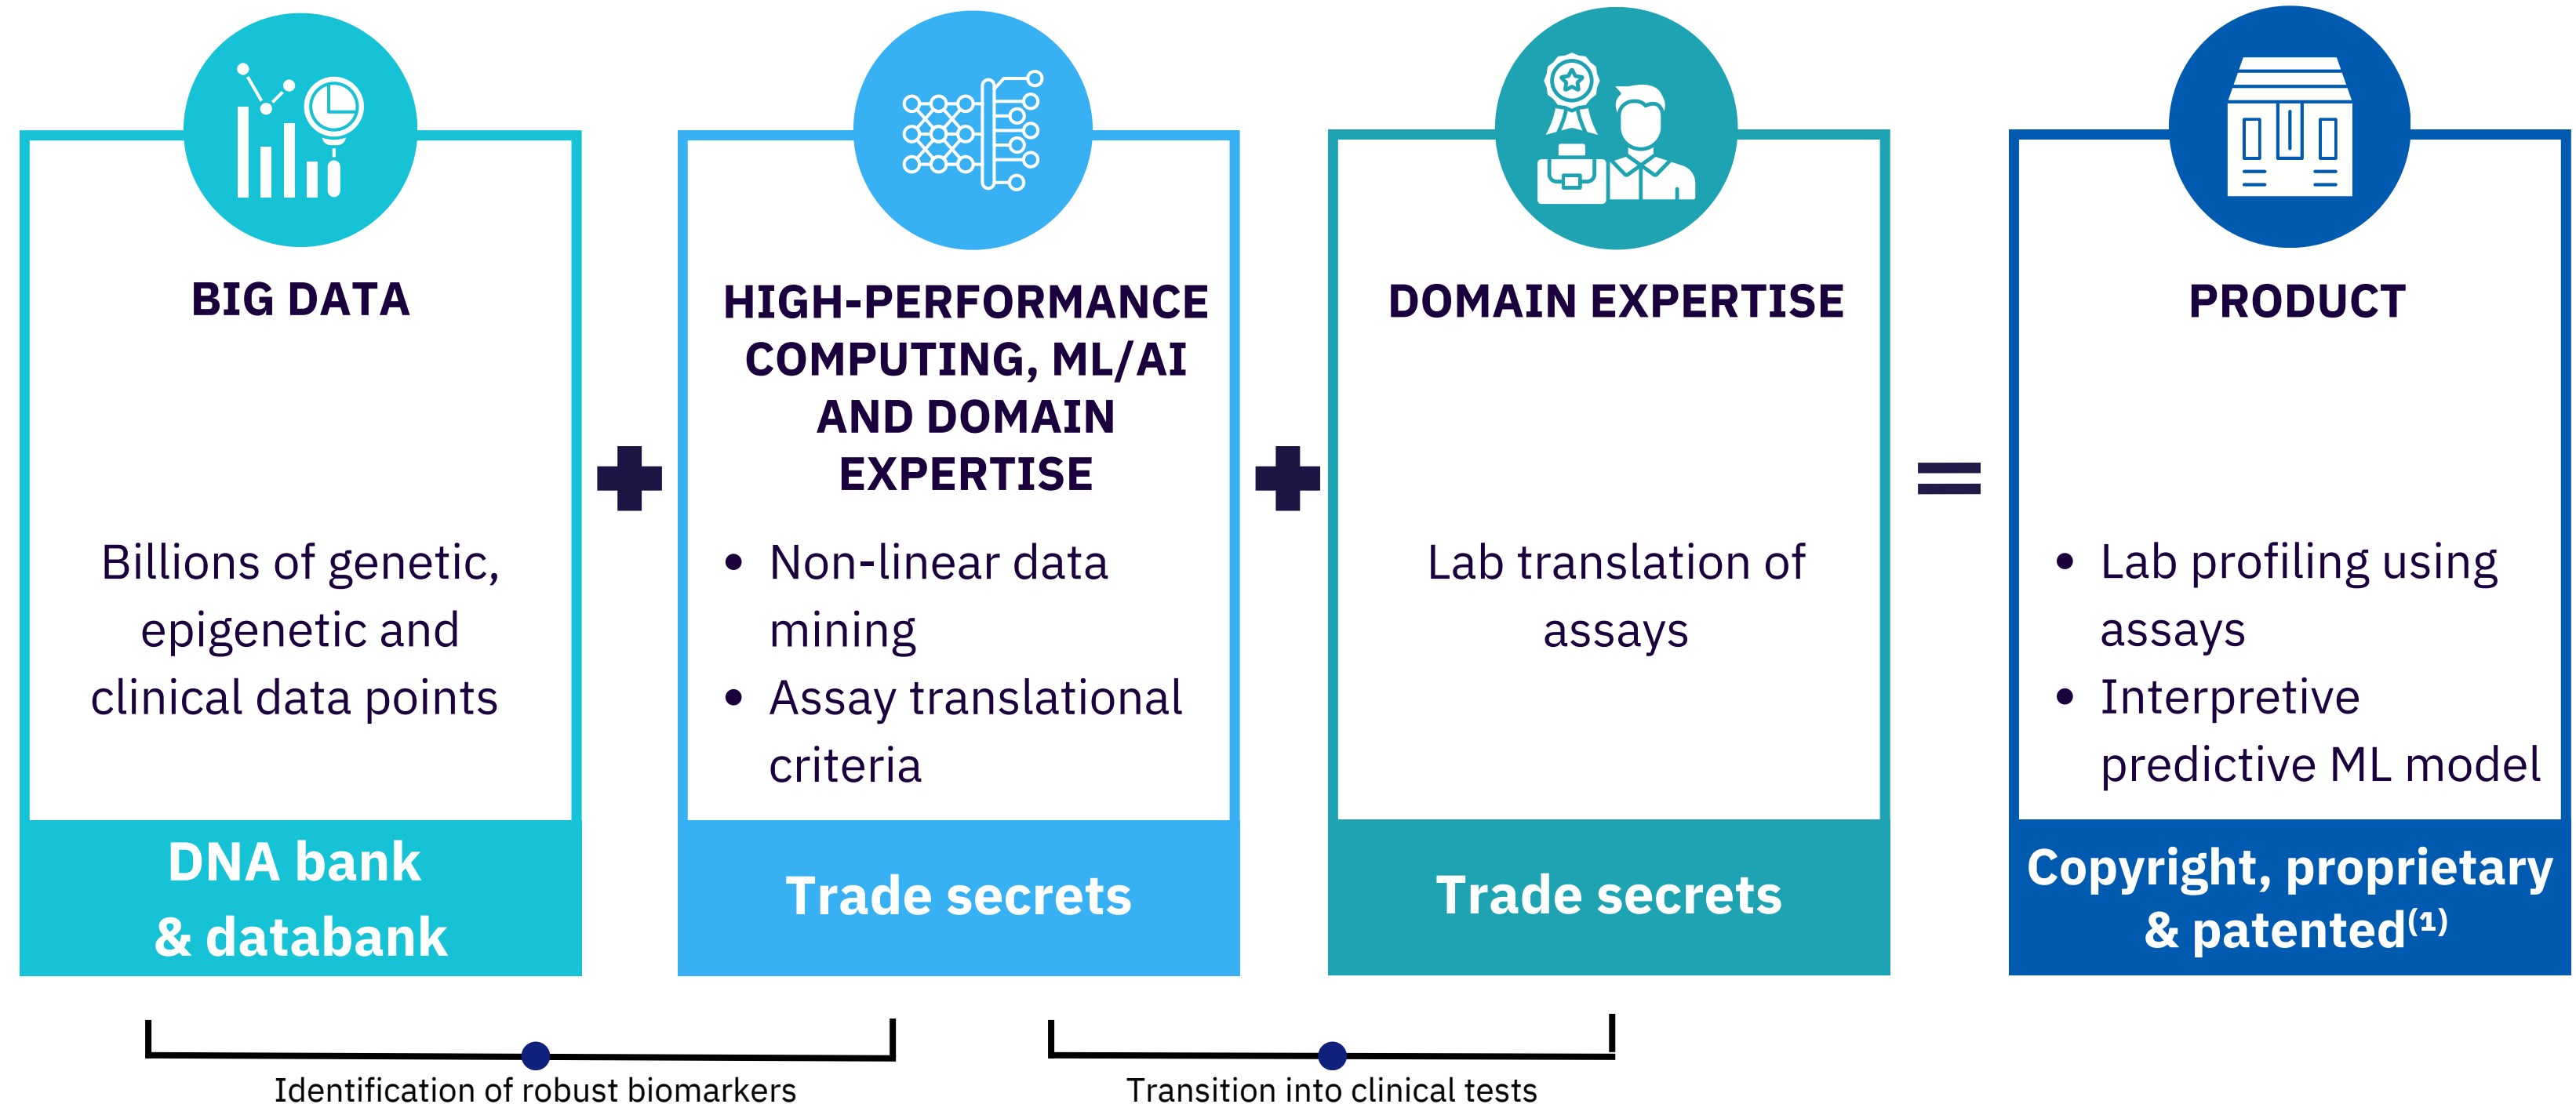 BIG DATA
Billions of genetic,
epigenetic and
clinical data points
DNA bank
& databank
HIGH-PERFORMANCE
COMPUTING, ML/AI
AND DOMAIN
EXPERTISE
• Non-linear data
mining
• Assay translational
criteria
Trade secrets
DOMAIN EXPERTISE
Lab translation of
assays
Trade secrets
PRODUCT
• Lab profiling using
assays
• Interpretive
predictive ML model
Copyright, proprietary
& patented(1)
Identification of robust biomarkers
Transition into clinical tests